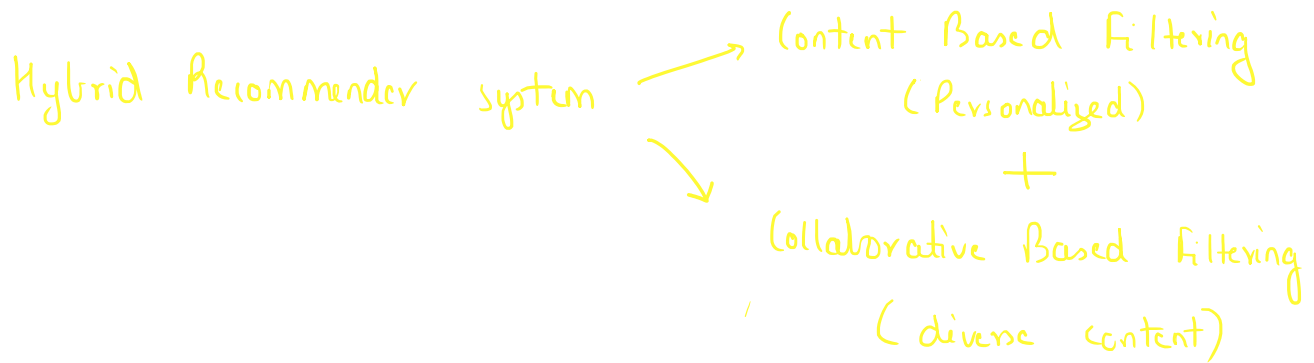 Hybrid Recommender system
Content Based Filtering
(Personalized)
+
Collaborative Based Filtering
(diverse content)